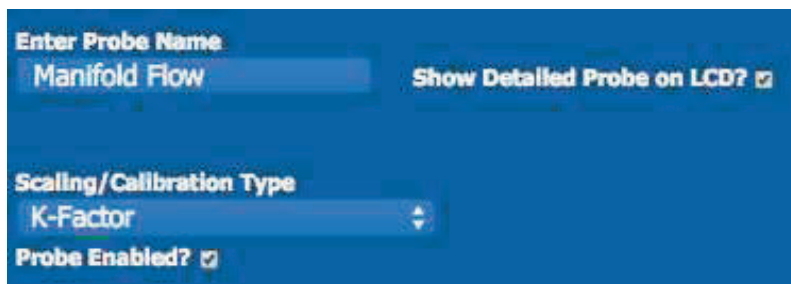 Enter Probe Name
Manifold Flow
Show Detailed Probe on LCD?
Scaling/Calibration Type
K-Factor
Probe Enabled?